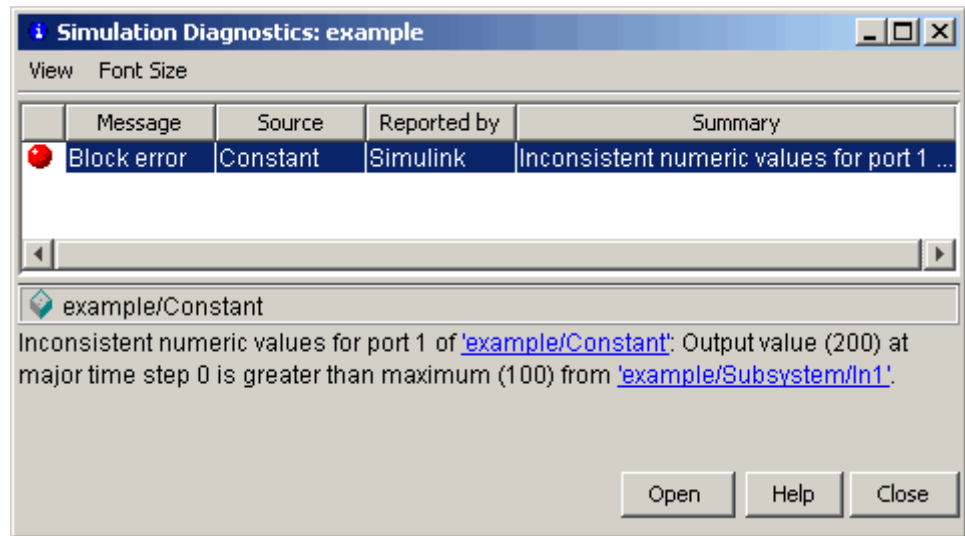 Simulation Diagnostics: example
View Font Size
Message Source Reported by Summary
Block error Constant Simulink Inconsistent numeric values for port 1 ...
example/Constant
Inconsistent numeric values for port 1 of 'example/Constant': Output value (200) at
major time step 0 is greater than maximum (100) from 'example/Subsystem/In1'.
Open Help Close